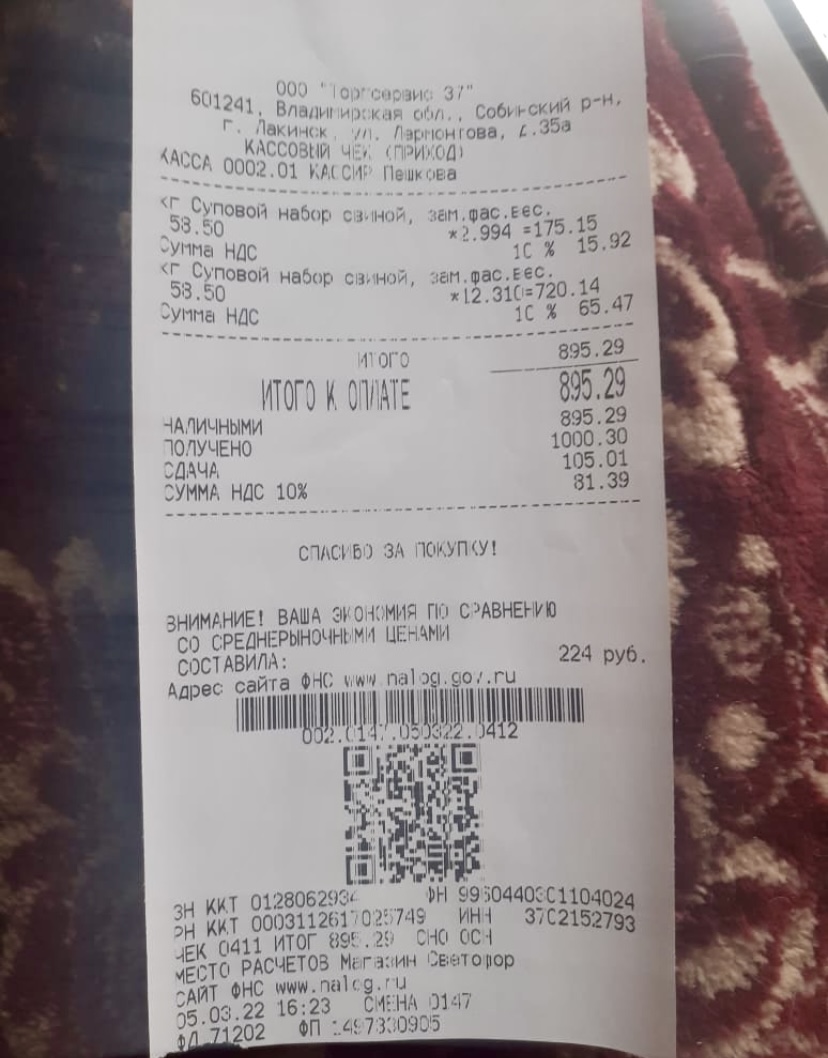 ООО "Торгсервис 37"
601241, Владимирская обл., Собинский р-н,
г. Лакинск, ул. Лермонтова, д.35а
КАССОВЫЙ ЧЕК (ПРИХОД)
КАССА 0002.01 КАССИР Пешкова
кг Суповой набор свиной, зам.фас.вес.
58.50 *2.994 =175.15
Сумма НДС 10 % 15.92
кг Суповой набор свиной, зам.фас.вес.
58.50 *12.310=720.14
Сумма НДС 10 % 65.47
ИТОГО 895.29
ИТОГО К ОПЛАТЕ 895.29
НАЛИЧНЫМИ 895.29
ПОЛУЧЕНО 1000.30
СДАЧА 105.01
СУММА НДС 10% 81.39
СПАСИБО ЗА ПОКУПКУ!
ВНИМАНИЕ! ВАША ЭКОНОМИЯ ПО СРАВНЕНИЮ
СО СРЕДНЕРЫНОЧНЫМИ ЦЕНАМИ
СОСТАВИЛА: 224 руб.
Адрес сайта ФНС www.nalog.gov.ru
002.0147.050322.0412
ЗН ККТ 0128062934 ФН 9960440301104024
РН ККТ 0003112617025749 ИНН 3702152793
ЧЕК 0411 ИТОГ 895.29 СНО ОСН
МЕСТО РАСЧЕТОВ Магазин Светофор
САЙТ ФНС www.nalog.ru
05.03.22 16:23 СМЕНА 0147
ФД 71202 ФП 1497330905